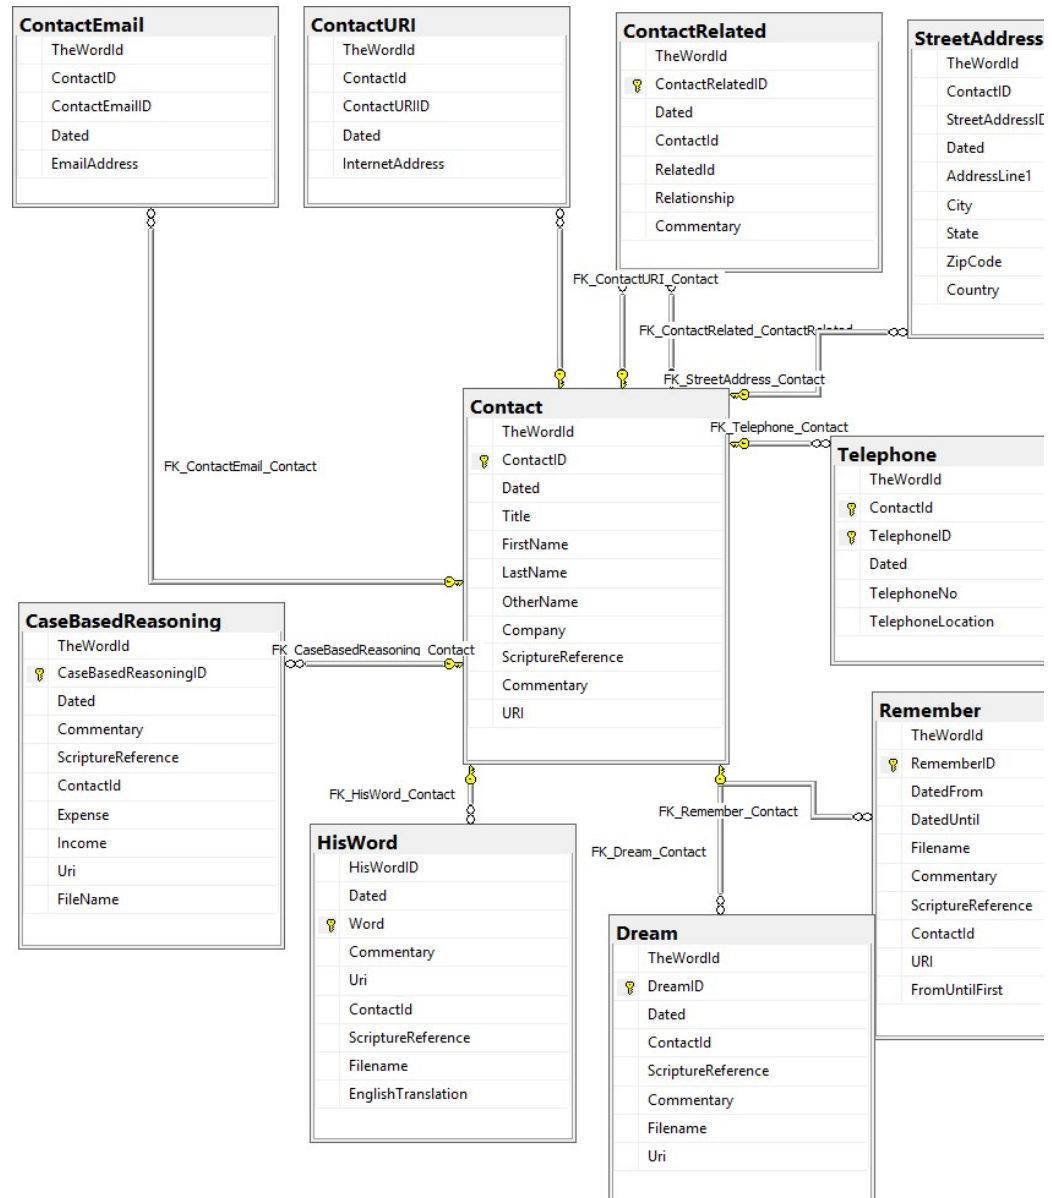 ContactEmail
TheWordId
ContactID
ContactEmailID
Dated
EmailAddress
ContactURI
TheWordId
ContactId
ContactURIID
Dated
InternetAddress
ContactRelated
TheWordId
ContactRelatedID
Dated
ContactId
RelatedId
Relationship
Commentary
StreetAddress
TheWordId
ContactID
StreetAddressID
Dated
AddressLine1
City
State
ZipCode
Country
FK_ContactURI_Contact
FK_ContactRelated_ContactRelated
FK_StreetAddress_Contact
FK_Telephone_Contact
FK_ContactEmail_Contact
Contact
TheWordId
ContactID
Dated
Title
FirstName
LastName
OtherName
Company
ScriptureReference
Commentary
URI
Telephone
TheWordId
ContactId
TelephoneID
Dated
TelephoneNo
TelephoneLocation
CaseBasedReasoning
TheWordId
CaseBasedReasoningID
Dated
Commentary
ScriptureReference
ContactId
Expense
Income
Uri
FileName
FK_CaseBasedReasoning_Contact
FK_HisWord_Contact
FK_Remember_Contact
FK_Dream_Contact
Remember
TheWordId
RememberID
DatedFrom
DatedUntil
Filename
Commentary
ScriptureReference
ContactId
URI
FromUntilFirst
HisWord
HisWordID
Dated
Word
Commentary
Uri
ContactId
ScriptureReference
Filename
EnglishTranslation
Dream
TheWordId
DreamID
Dated
ContactId
ScriptureReference
Commentary
Filename
Uri